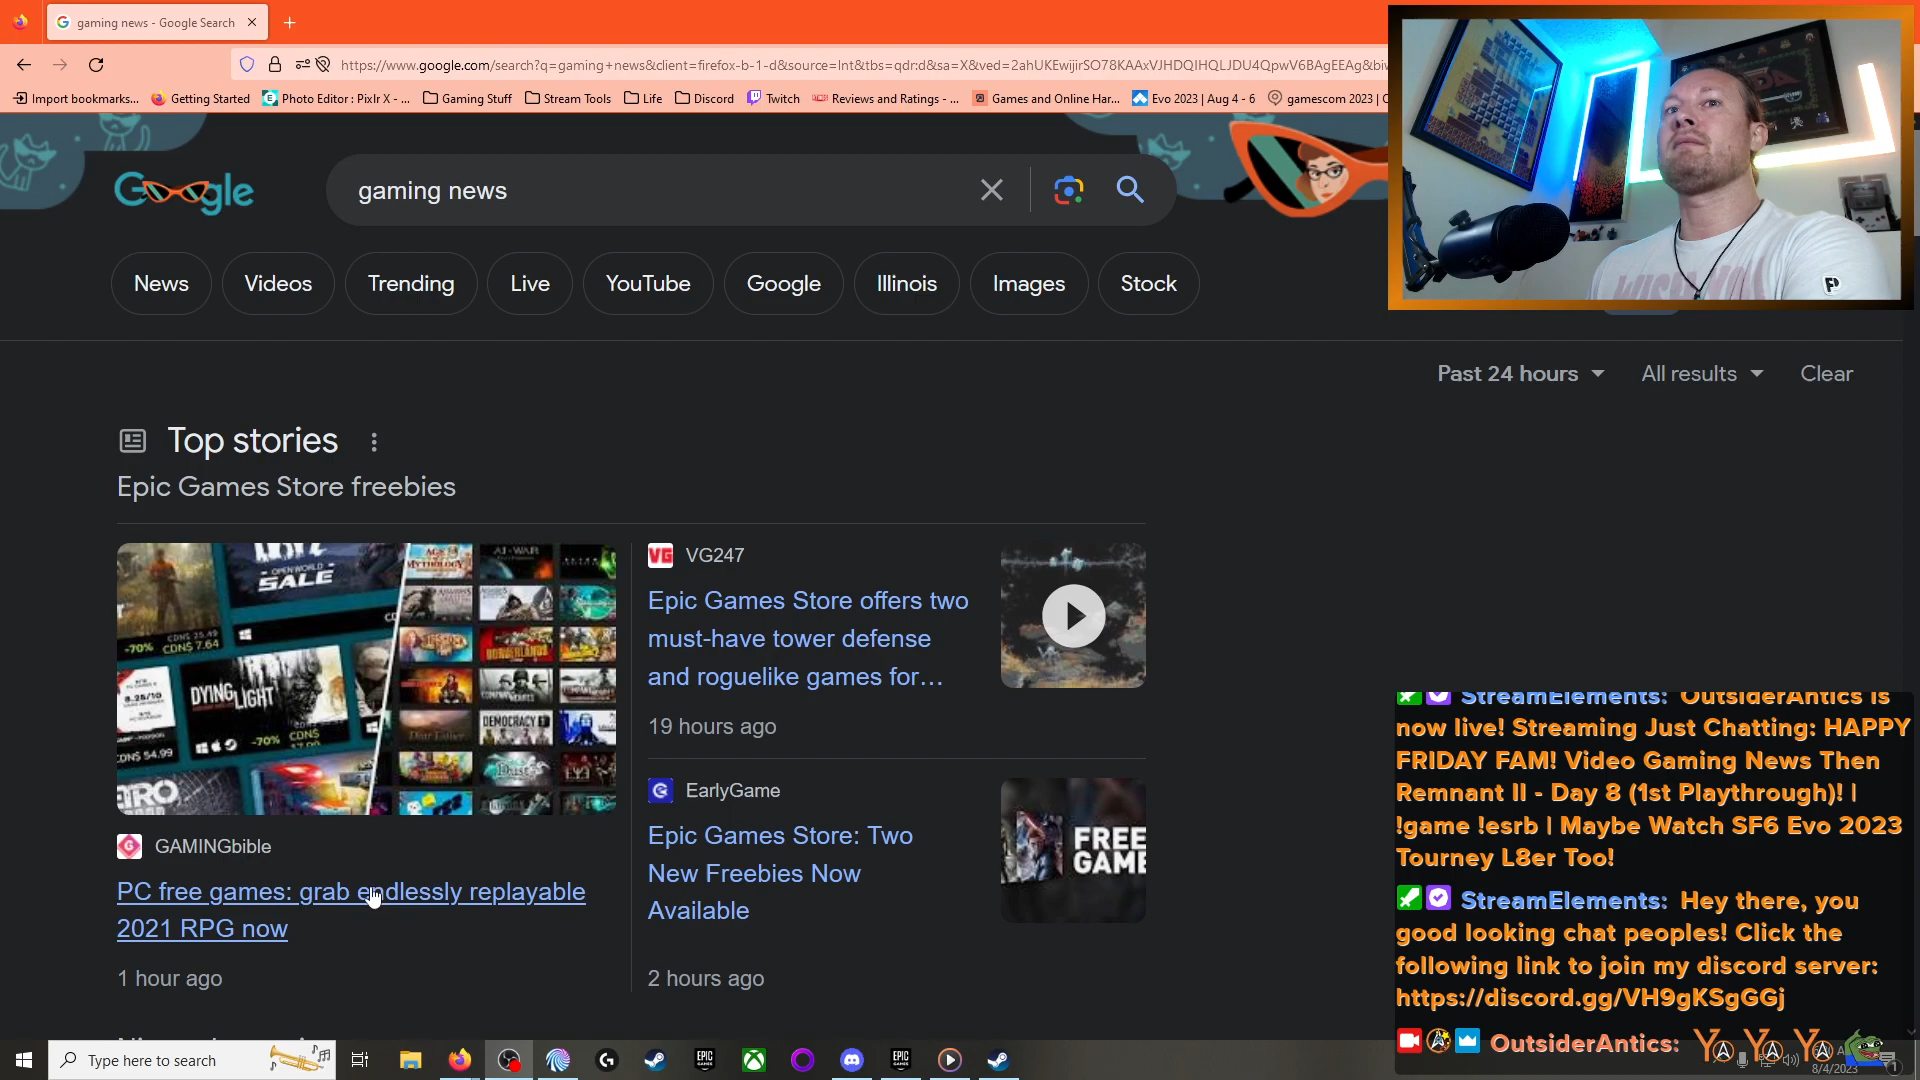 gaming news - Google Search
https://www.google.com/search?q=gaming+news&client=firefox-b-1-d&source=lnt&tbs=qdr:d&sa=X&ved=2ahUKEwijirSO78KAAxVJHDQIHQLJDU4QpwV6BAgEEAg&biw
Import bookmarks... Getting Started Photo Editor : Pixlr X - ... Gaming Stuff Stream Tools Life Discord Twitch Reviews and Ratings - ... Games and Online Har... Evo 2023 | Aug 4 - 6 gamescom 2023 |
Google
gaming news
News Videos Trending Live YouTube Google Illinois Images Stock
Past 24 hours All results Clear
Top stories
Epic Games Store freebies
OPEN WORLD
SALE
-70% CDN$ 7.64
DYING LIGHT
-70%
DEMOCRACY 3
GAMINGbible
PC free games: grab endlessly replayable
2021 RPG now
1 hour ago
VG VG247
Epic Games Store offers two
must-have tower defense
and roguelike games for...
19 hours ago
EarlyGame
Epic Games Store: Two
New Freebies Now
Available
2 hours ago
FREE
GAME
StreamElements: OutsiderAntics is
now live! Streaming Just Chatting: HAPPY
FRIDAY FAM! Video Gaming News Then
Remnant II - Day 8 (1st Playthrough)! |
!game !esrb | Maybe Watch SF6 Evo 2023
Tourney L8er Too!
StreamElements: Hey there, you
good looking chat peoples! Click the
following link to join my discord server:
https://discord.gg/VH9gKSgGGj
OutsiderAntics:
Type here to search
8/4/2023